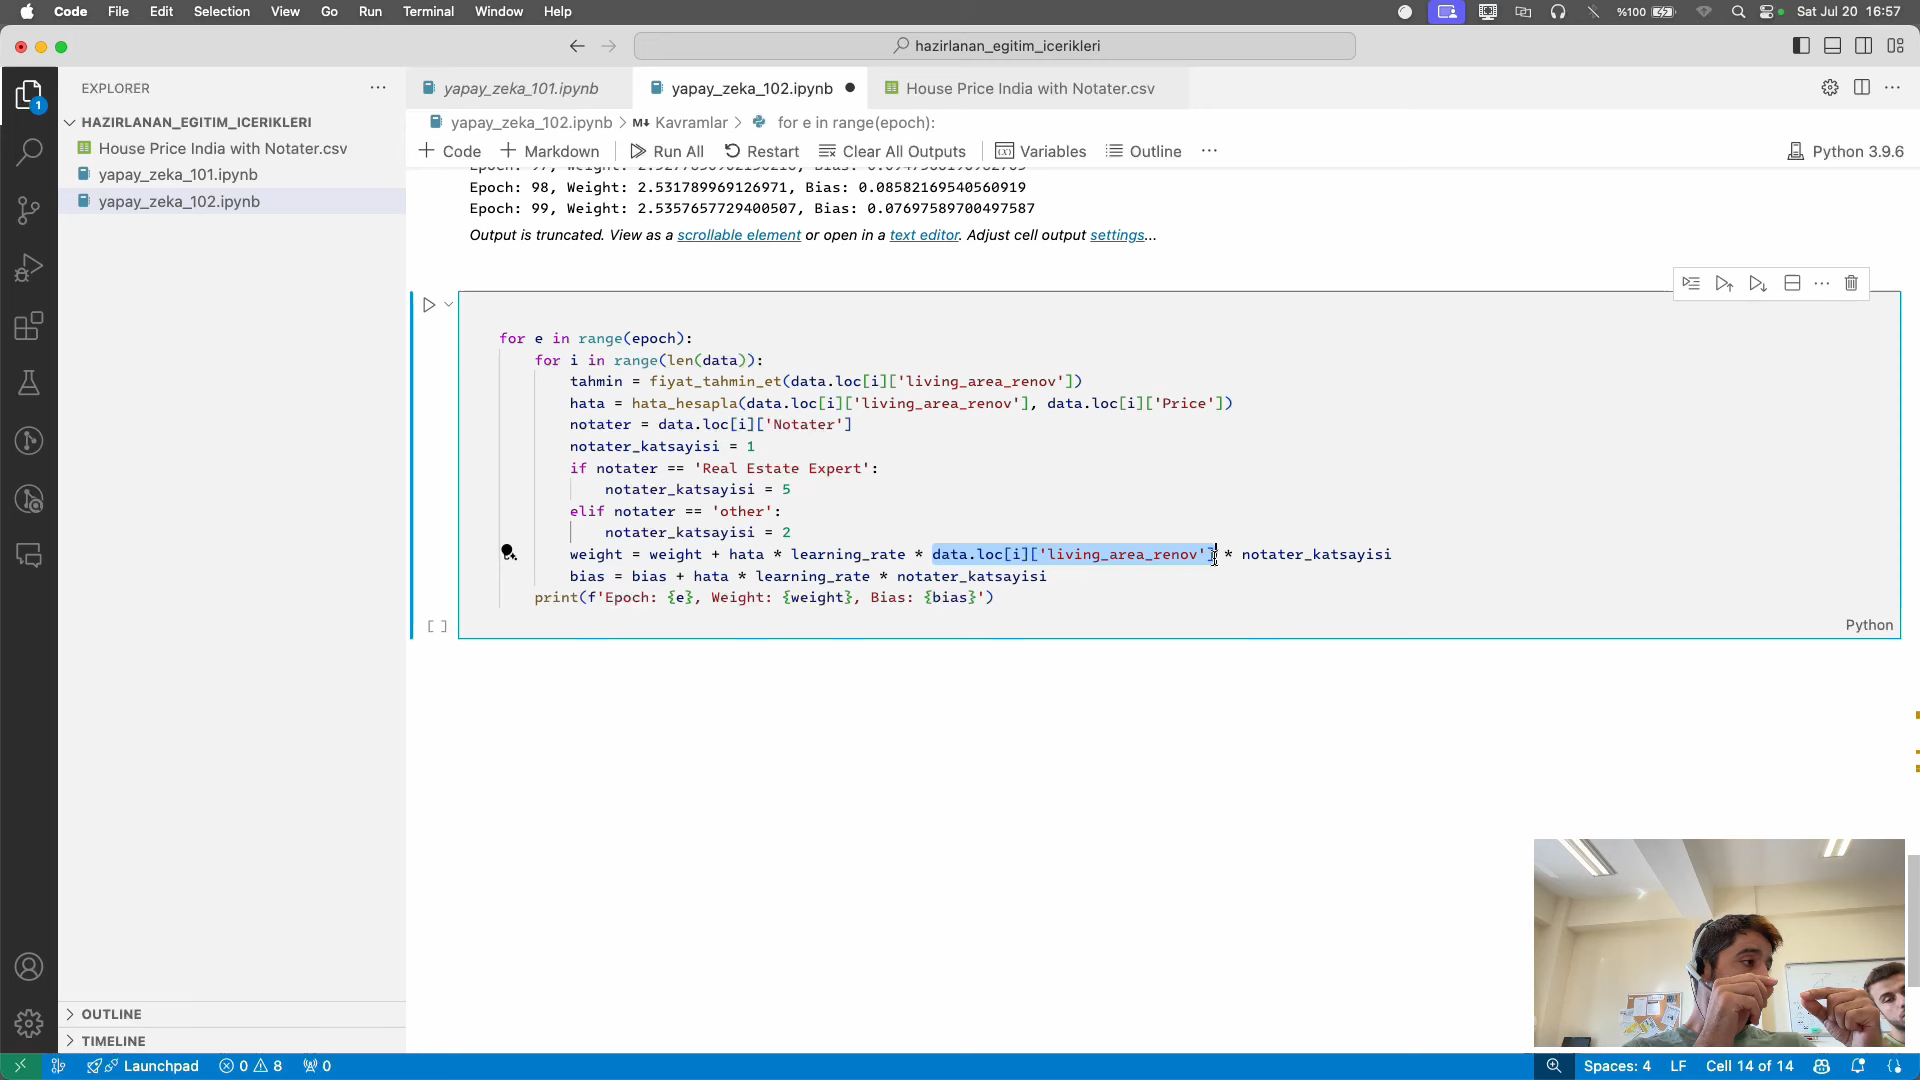 Code File Edit Selection View Go Run Terminal Window Help %100 Sat Jul 20 16:57
hazirlanan_egitim_icerikleri
EXPLORER
HAZIRLANAN_EGITIM_ICERIKLERI
House Price India with Notater.csv
yapay_zeka_101.ipynb
yapay_zeka_102.ipynb
1
OUTLINE
TIMELINE
yapay_zeka_101.ipynb yapay_zeka_102.ipynb House Price India with Notater.csv
yapay_zeka_102.ipynb > M↓ Kavramlar > for e in range(epoch):
+ Code + Markdown Run All Restart Clear All Outputs Variables Outline ... Python 3.9.6
Epoch: 98, Weight: 2.531789969126971, Bias: 0.08582169540560919
Epoch: 99, Weight: 2.5357657729400507, Bias: 0.07697589700497587
Output is truncated. View as a scrollable element or open in a text editor. Adjust cell output settings...
for e in range(epoch):
for i in range(len(data)):
tahmin = fiyat_tahmin_et(data.loc[i]['living_area_renov'])
hata = hata_hesapla(data.loc[i]['living_area_renov'], data.loc[i]['Price'])
notater = data.loc[i]['Notater']
notater_katsayisi = 1
if notater == 'Real Estate Expert':
notater_katsayisi = 5
elif notater == 'other':
notater_katsayisi = 2
weight = weight + hata * learning_rate * data.loc[i]['living_area_renov'] * notater_katsayisi
bias = bias + hata * learning_rate * notater_katsayisi
print(f'Epoch: {e}, Weight: {weight}, Bias: {bias}')
[ ]
Python
Launchpad 0 8 0 Spaces: 4 LF Cell 14 of 14